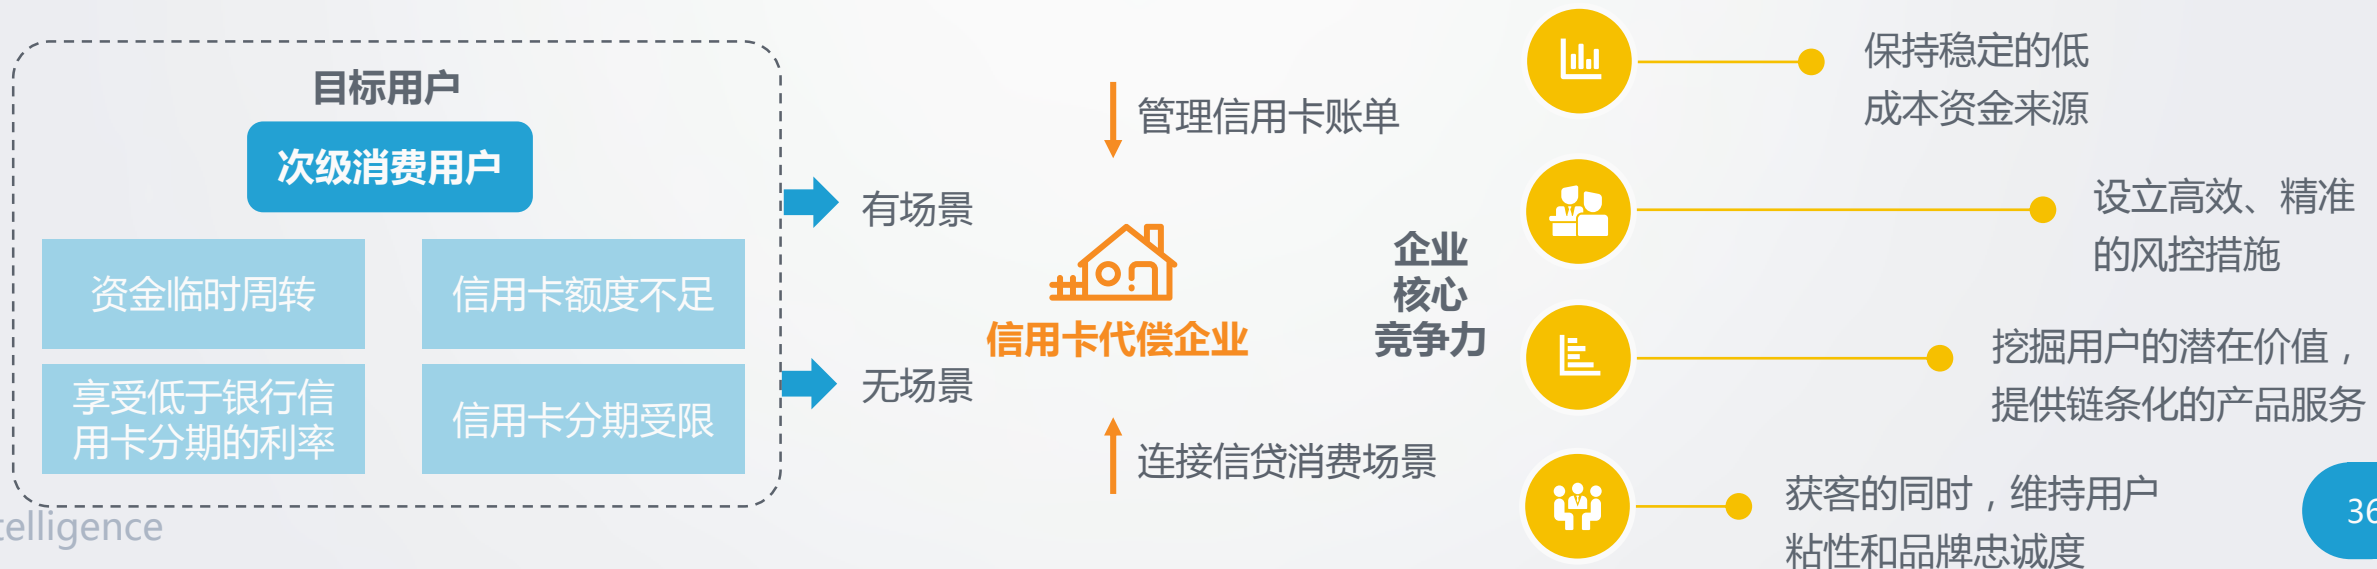 目标用户
次级消费用户
资金临时周转
信用卡额度不足
享受低于银行信
用卡分期的利率
信用卡分期受限
有场景
无场景
管理信用卡账单
信用卡代偿企业
连接信贷消费场景
企业
核心
竞争力
保持稳定的低
成本资金来源
设立高效、精准
的风控措施
挖掘用户的潜在价值，
提供链条化的产品服务
获客的同时，维持用户
粘性和品牌忠诚度
telligence
36